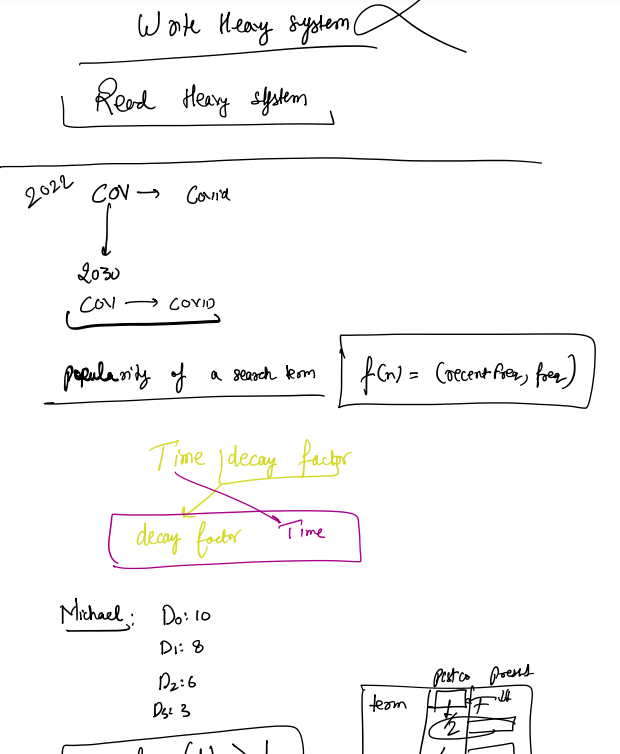 Write Heavy system
Read Heavy system
2022 COV → Covid
2030
COV → COVID
popularity of a search term
f(n) = (recent freq, freq)
Time decay factor
decay factor Time
Michael: D0: 10
D1: 8
D2: 6
D3: 3
term